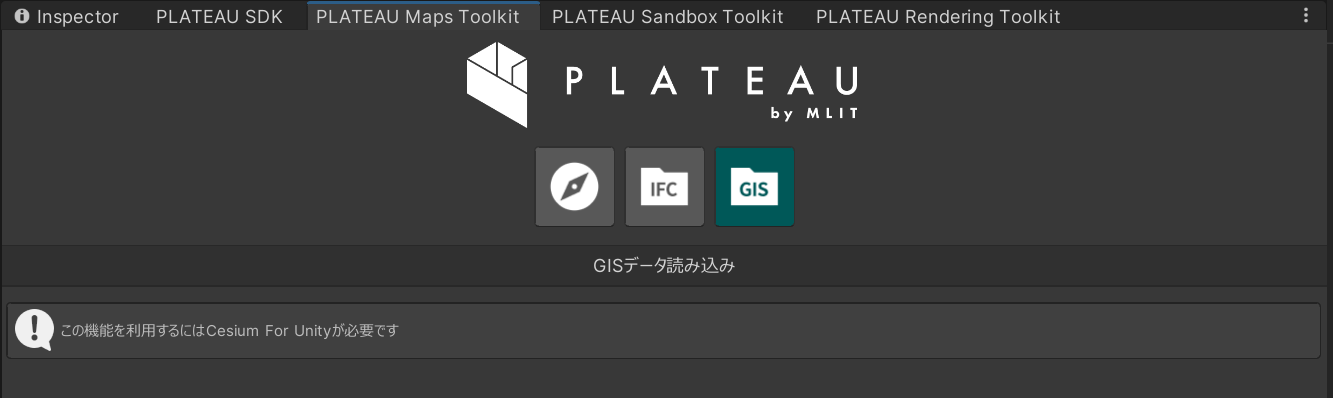 Inspector PLATEAU SDK PLATEAU Maps Toolkit PLATEAU Sandbox Toolkit PLATEAU Rendering Toolkit
PLATEAU
by MLIT
IFC GIS
GISデータ読み込み
この機能を利用するにはCesium For Unityが必要です